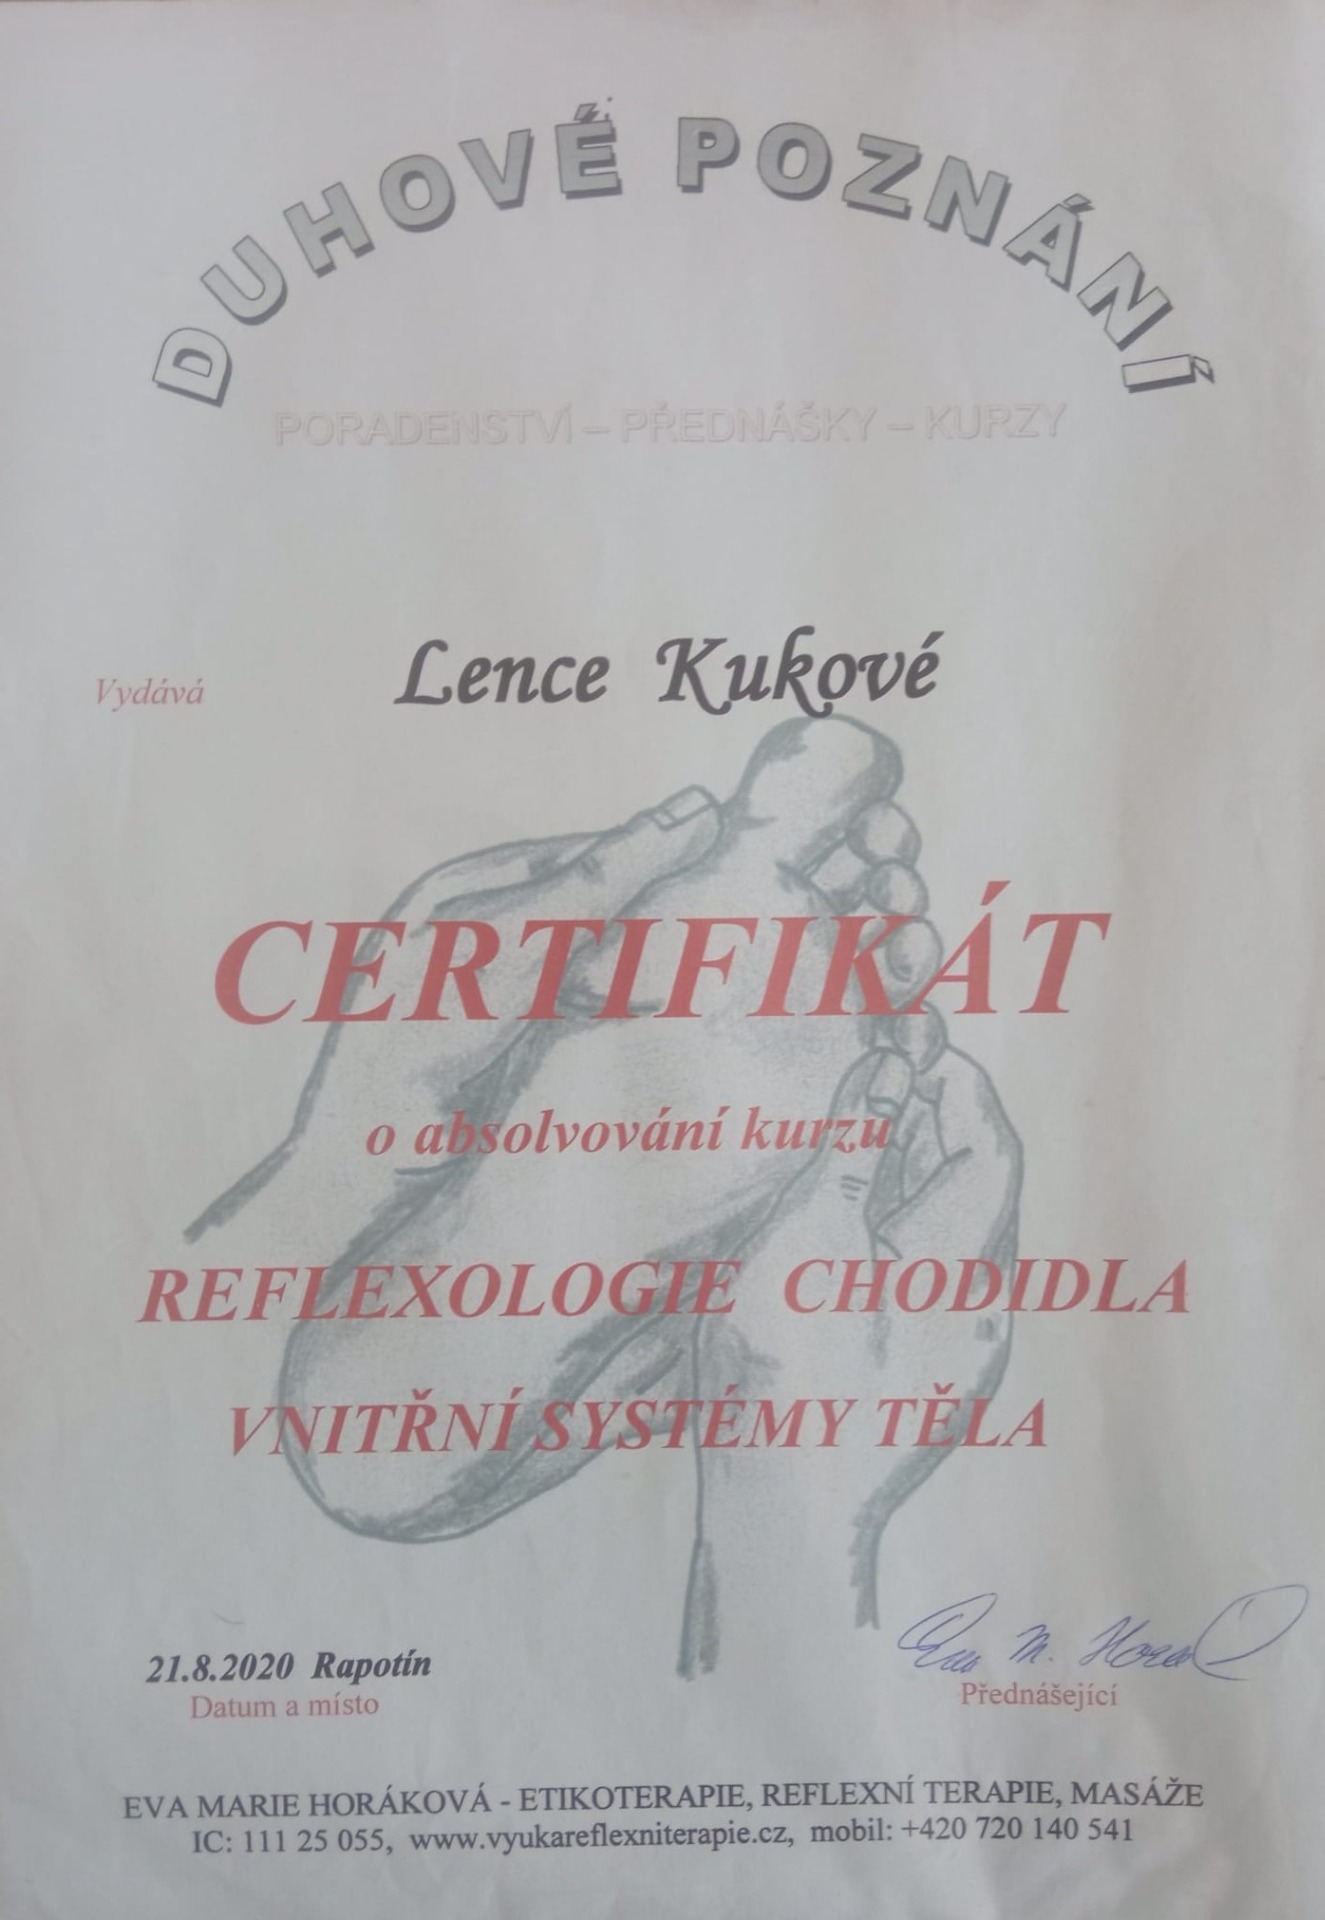 DUHOVÉ POZNÁNÍ
PORADENSTVÍ – PŘEDNÁŠKY – KURZY
Vydává Lence Kukové
CERTIFIKÁT
o absolvování kurzu
REFLEXOLOGIE CHODIDLA
VNITŘNÍ SYSTÉMY TĚLA
21.8.2020 Rapotín
Datum a místo
Eva M. Horák
Přednášející
EVA MARIE HORÁKOVÁ - ETIKOTERAPIE, REFLEXNÍ TERAPIE, MASÁŽE
IC: 111 25 055, www.vyukareflexniterapie.cz, mobil: +420 720 140 541